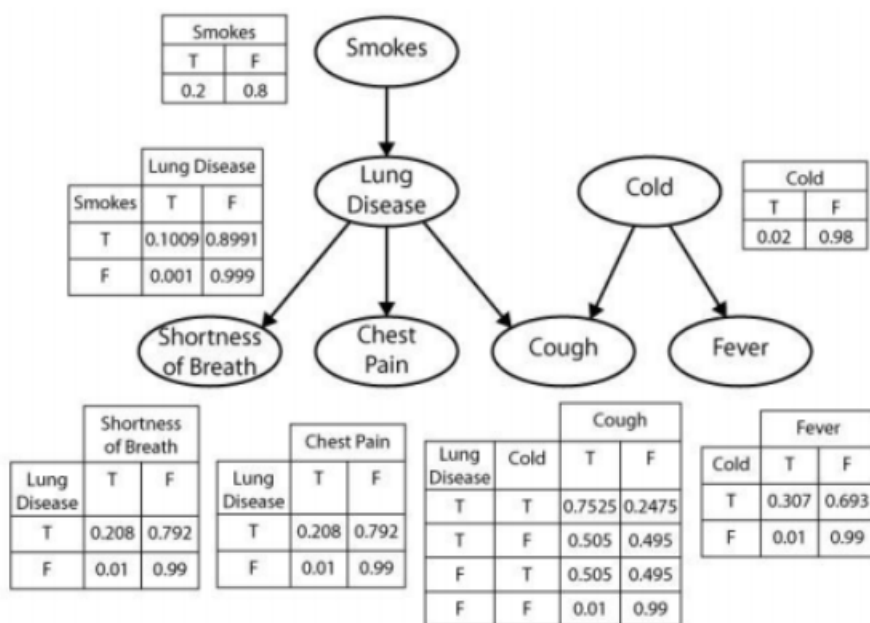 Smokes
T F
0.2 0.8
Smokes
Lung Disease
Smokes T F
T 0.1009 0.8991
F 0.001 0.999
Lung
Disease
Cold
Cold
T F
0.02 0.98
Shortness
of Breath
Chest
Pain
Cough
Fever
Shortness
of Breath
Lung
Disease T F
T 0.208 0.792
F 0.01 0.99
Chest Pain
Lung
Disease T F
T 0.208 0.792
F 0.01 0.99
Cough
Lung
Disease Cold T F
T T 0.7525 0.2475
T F 0.505 0.495
F T 0.505 0.495
F F 0.01 0.99
Fever
Cold T F
T 0.307 0.693
F 0.01 0.99